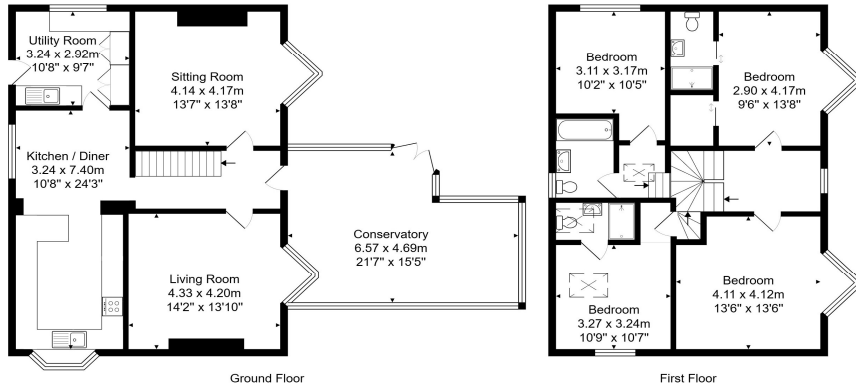 Utility Room
3.24 x 2.92m
10'8" x 9'7"
Sitting Room
4.14 x 4.17m
13'7" x 13'8"
Kitchen / Diner
3.24 x 7.40m
10'8" x 24'3"
Conservatory
6.57 x 4.69m
21'7" x 15'5"
Living Room
4.33 x 4.20m
14'2" x 13'10"
Ground Floor
Bedroom
3.11 x 3.17m
10'2" x 10'5"
Bedroom
2.90 x 4.17m
9'6" x 13'8"
Bedroom
3.27 x 3.24m
10'9" x 10'7"
Bedroom
4.11 x 4.12m
13'6" x 13'6"
First Floor